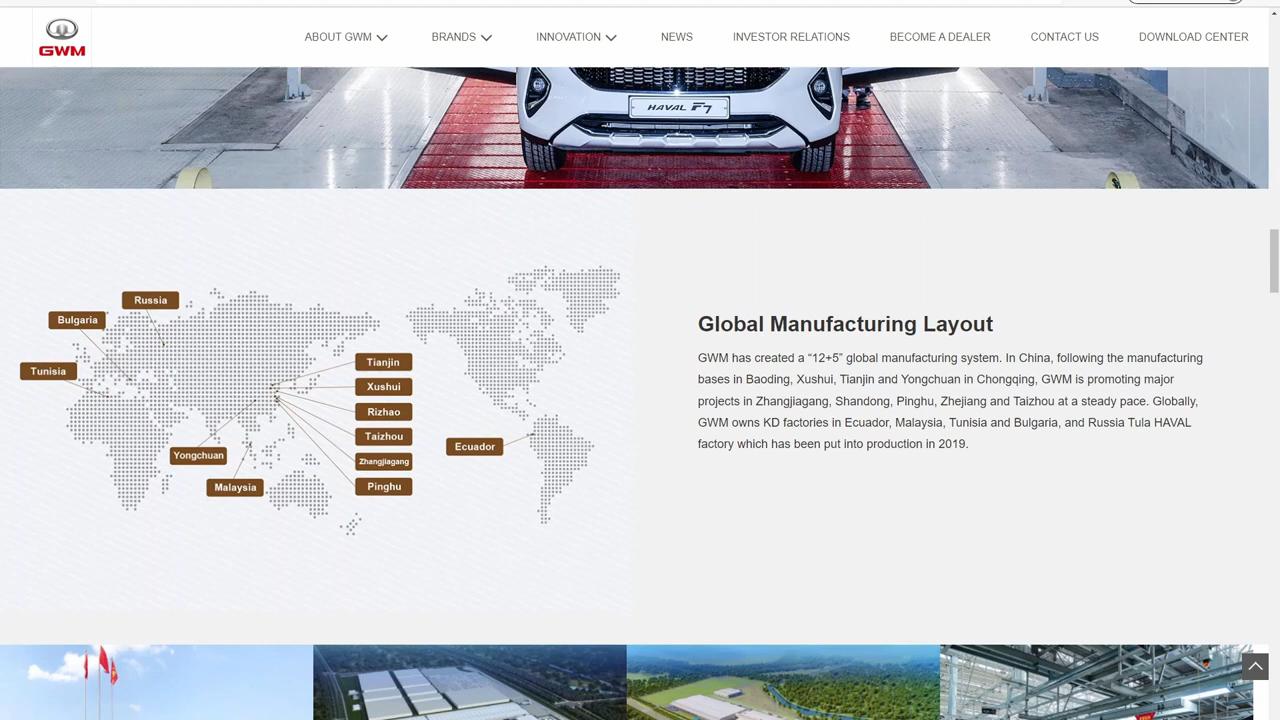 GWM
ABOUT GWM
BRANDS
INNOVATION
NEWS
INVESTOR RELATIONS
BECOME A DEALER
CONTACT US
DOWNLOAD CENTER
HAVAL F7
Russia
Bulgaria
Tunisia
Tianjin
Xushui
Rizhao
Taizhou
Zhangjiagang
Pinghu
Yongchuan
Malaysia
Ecuador
Global Manufacturing Layout
GWM has created a “12+5” global manufacturing system. In China, following the manufacturing
bases in Baoding, Xushui, Tianjin and Yongchuan in Chongqing, GWM is promoting major
projects in Zhangjiagang, Shandong, Pinghu, Zhejiang and Taizhou at a steady pace. Globally,
GWM owns KD factories in Ecuador, Malaysia, Tunisia and Bulgaria, and Russia Tula HAVAL
factory which has been put into production in 2019.